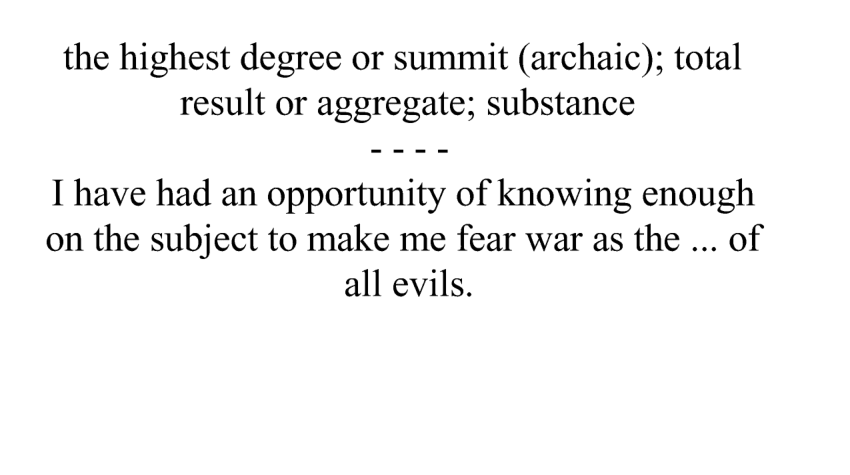 the highest degree or summit (archaic); total
result or aggregate; substance
- - - -
I have had an opportunity of knowing enough
on the subject to make me fear war as the ... of
all evils.